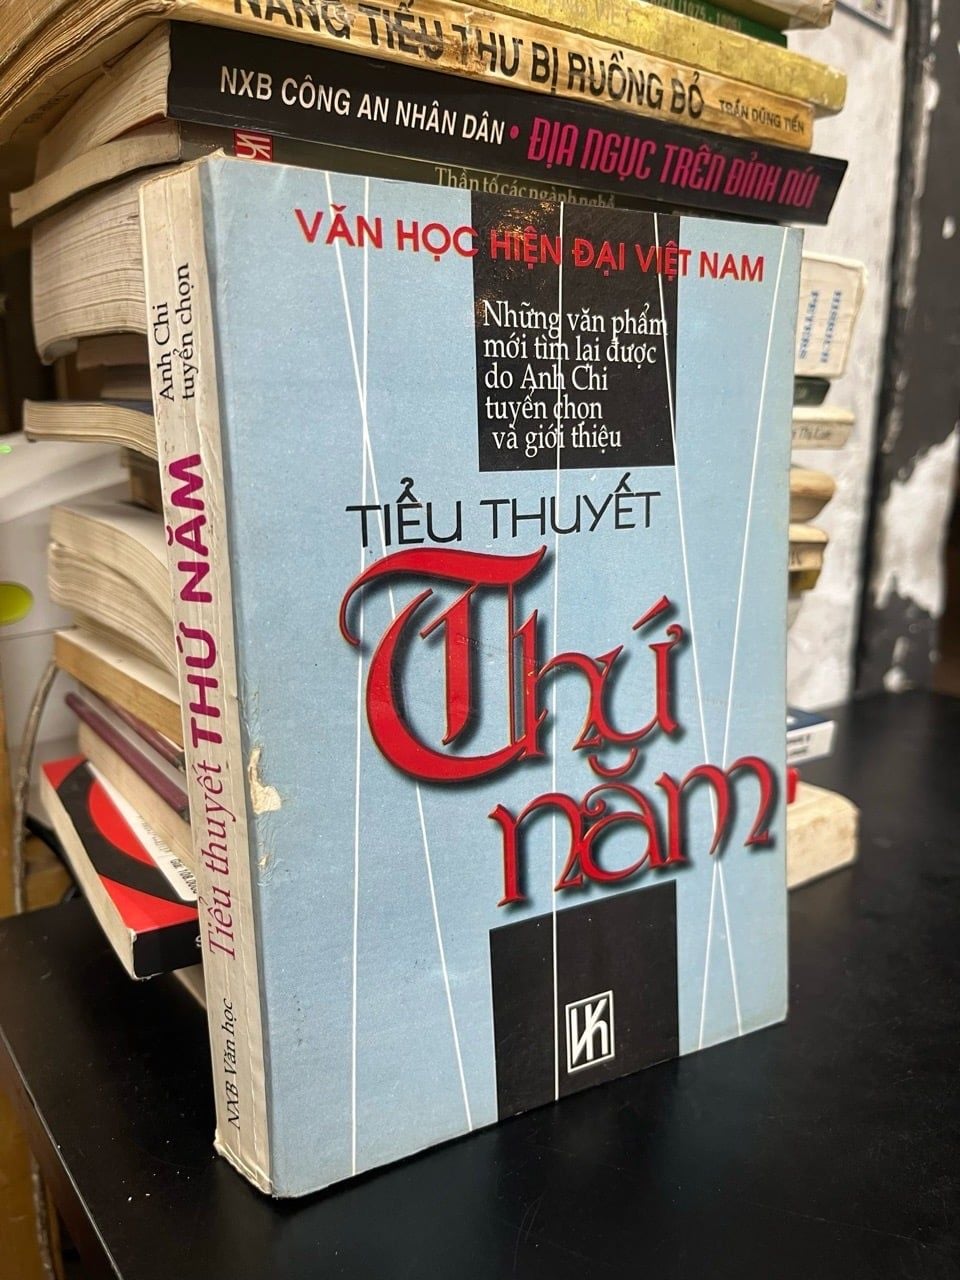 NÀNG TIỂU THƯ BỊ RUỒNG BỎ TRẦN DŨNG TIẾN
NXB CÔNG AN NHÂN DÂN • ĐỊA NGỤC TRÊN ĐỈNH NÚI
Thần tố các ngành nghề
VĂN HỌC HIỆN ĐẠI VIỆT NAM
Những văn phẩm
mới tìm lại được
do Anh Chi
tuyển chọn
và giới thiệu
TIỂU THUYẾT
Thứ
năm
VH
Anh Chi
tuyển chọn
Tiểu thuyết THỨ NĂM
NXB Văn học